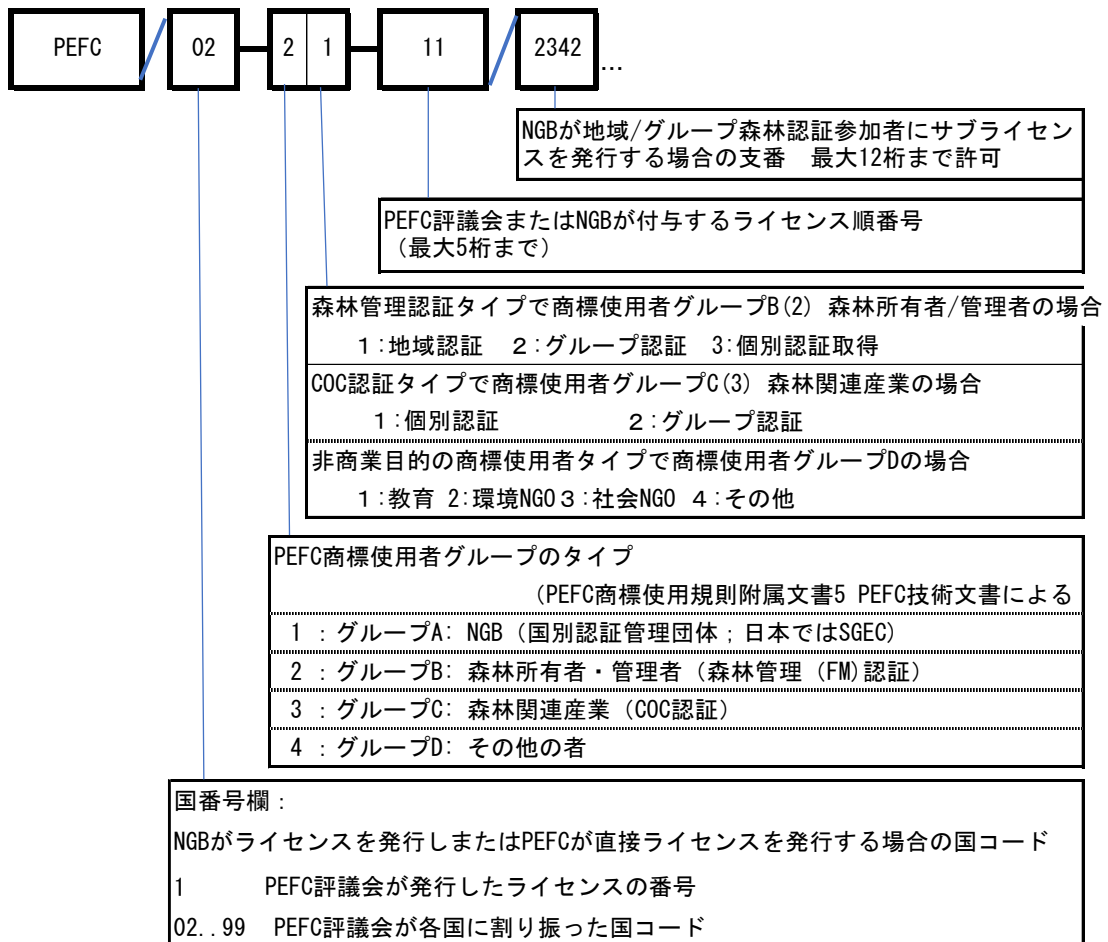 PEFC 02 2 1 11 2342 ...
NGBが地域/グループ森林認証参加者にサブライセン
スを発行する場合の支番　最大12桁まで許可
PEFC評議会またはNGBが付与するライセンス順番号
（最大5桁まで）
森林管理認証タイプで商標使用者グループB(2) 森林所有者/管理者の場合
１:地域認証　２:グループ認証　3:個別認証取得
COC認証タイプで商標使用者グループC(3) 森林関連産業の場合
１:個別認証　２:グループ認証
非商業目的の商標使用者タイプで商標使用者グループDの場合
１:教育 2:環境NGO３:社会NGO ４:その他
PEFC商標使用者グループのタイプ
（PEFC商標使用規則附属文書5 PEFC技術文書による
1 ：グループA: NGB（国別認証管理団体；日本ではSGEC)
2 ：グループB: 森林所有者・管理者（森林管理（FM)認証）
3 ：グループC: 森林関連産業（COC認証）
4 ：グループD: その他の者
国番号欄：
NGBがライセンスを発行しまたはPEFCが直接ライセンスを発行する場合の国コード
1　PEFC評議会が発行したライセンスの番号
02..99　PEFC評議会が各国に割り振った国コード